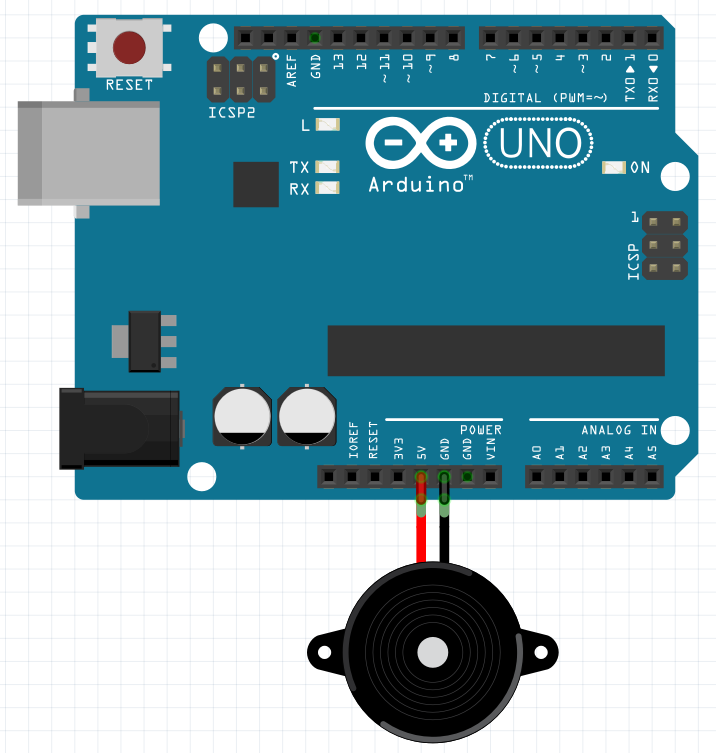 RESET
ICSP2
AREF
GND
13
12
~11
~10
~9
8
7
~6
~5
4
~3
2
TX0▶1
RX0◀0
DIGITAL (PWM=~)
L
TX
RX
UNO
Arduino™
ON
1
ICSP
POWER
ANALOG IN
IOREF
RESET
3V3
5V
GND
GND
VIN
A0
A1
A2
A3
A4
A5